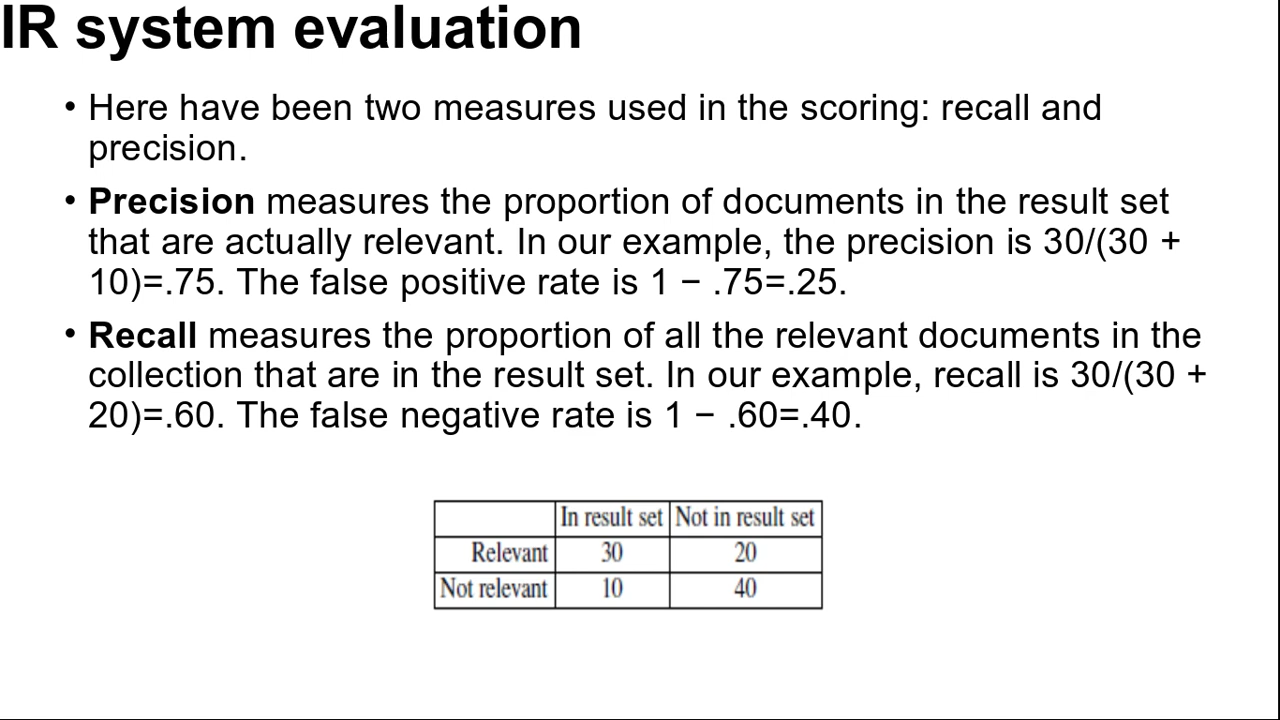 IR system evaluation
• Here have been two measures used in the scoring: recall and
precision.
• Precision measures the proportion of documents in the result set
that are actually relevant. In our example, the precision is 30/(30 +
10)=.75. The false positive rate is 1 − .75=.25.
• Recall measures the proportion of all the relevant documents in the
collection that are in the result set. In our example, recall is 30/(30 +
20)=.60. The false negative rate is 1 − .60=.40.
In result set Not in result set
Relevant 30 20
Not relevant 10 40